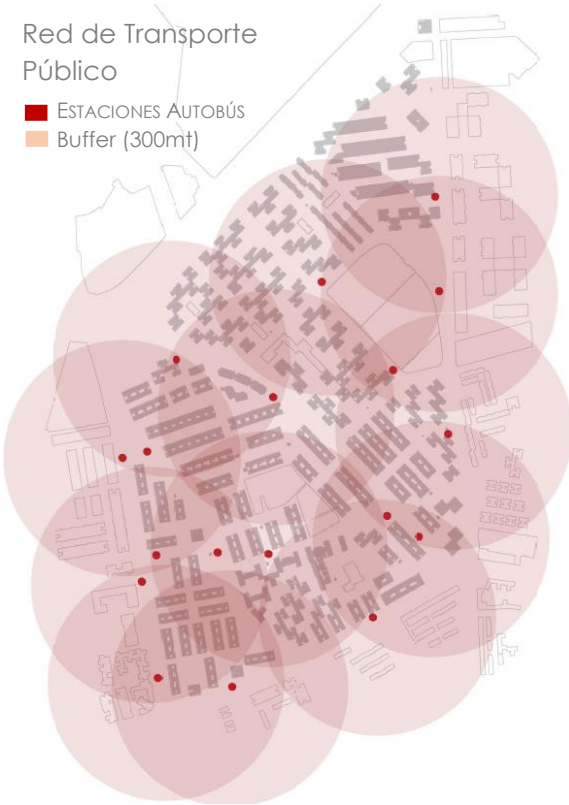 Red de Transporte
Público
ESTACIONES AUTOBÚS
Buffer (300mt)